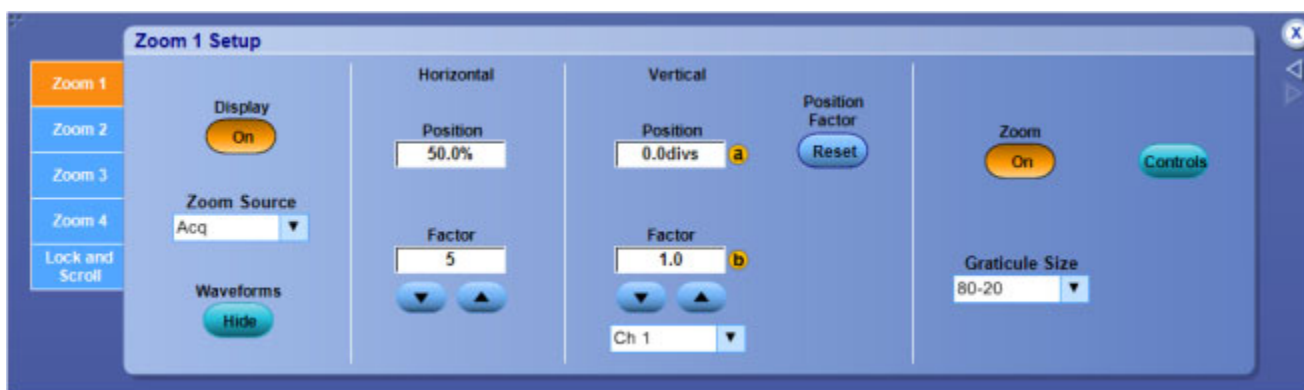 Zoom 1 Setup
X
Zoom 1
Zoom 2
Zoom 3
Zoom 4
Lock and
Scroll
Display
On
Zoom Source
Acq
Waveforms
Hide
Horizontal
Position
50.0%
Factor
5
Vertical
Position
0.0divs
a
Factor
1.0
b
Ch 1
Position
Factor
Reset
Zoom
On
Controls
Graticule Size
80-20